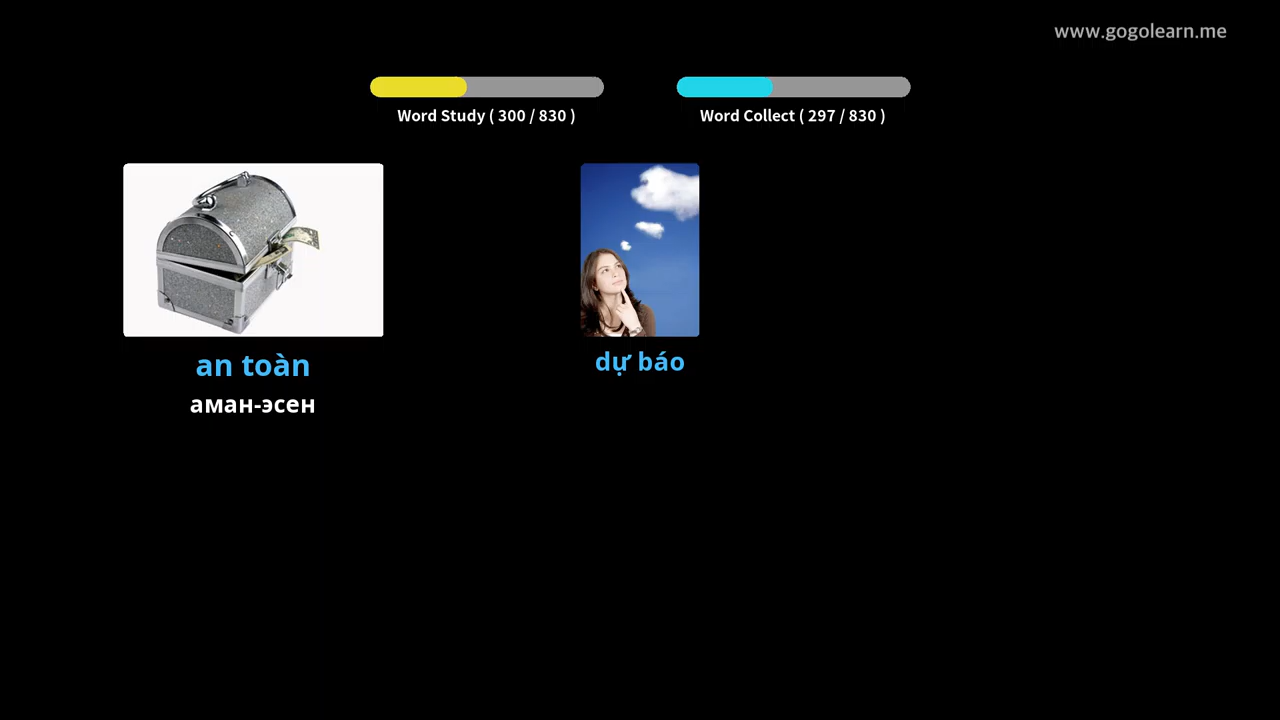 www.gogolearn.me
Word Study ( 300 / 830 )
Word Collect ( 297 / 830 )
an toàn
аман-эсен
dự báo